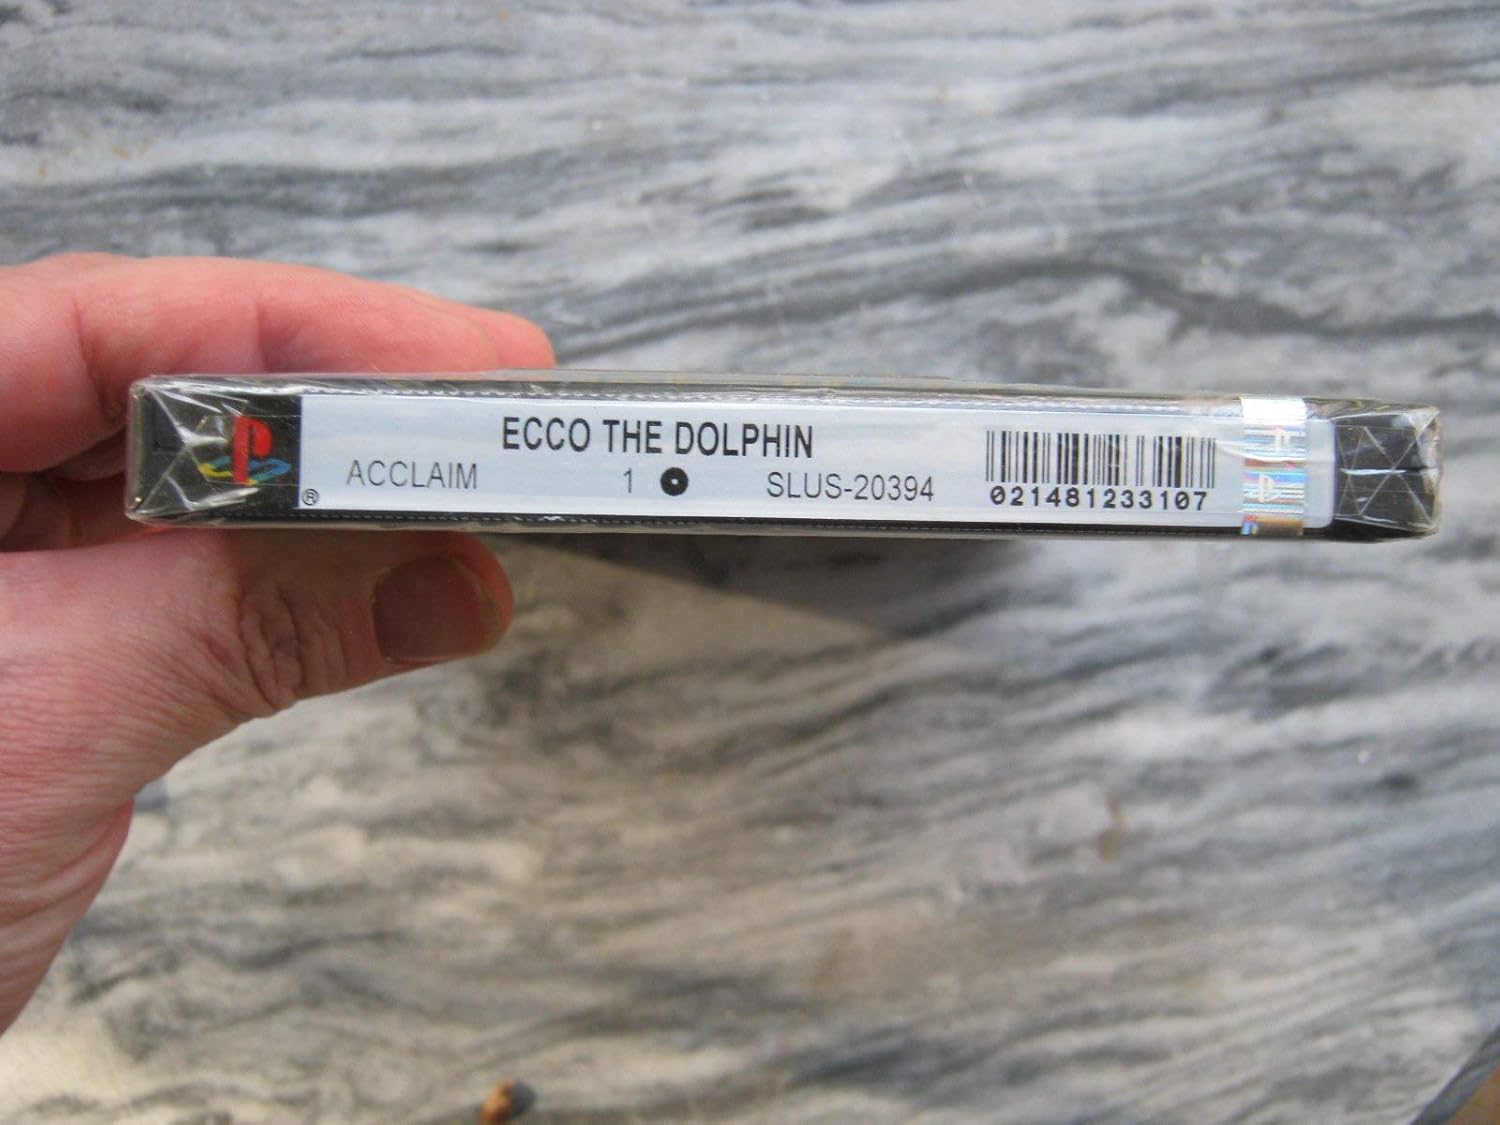 ECCO THE DOLPHIN
ACCLAIM 1 SLUS-20394
021481233107
®